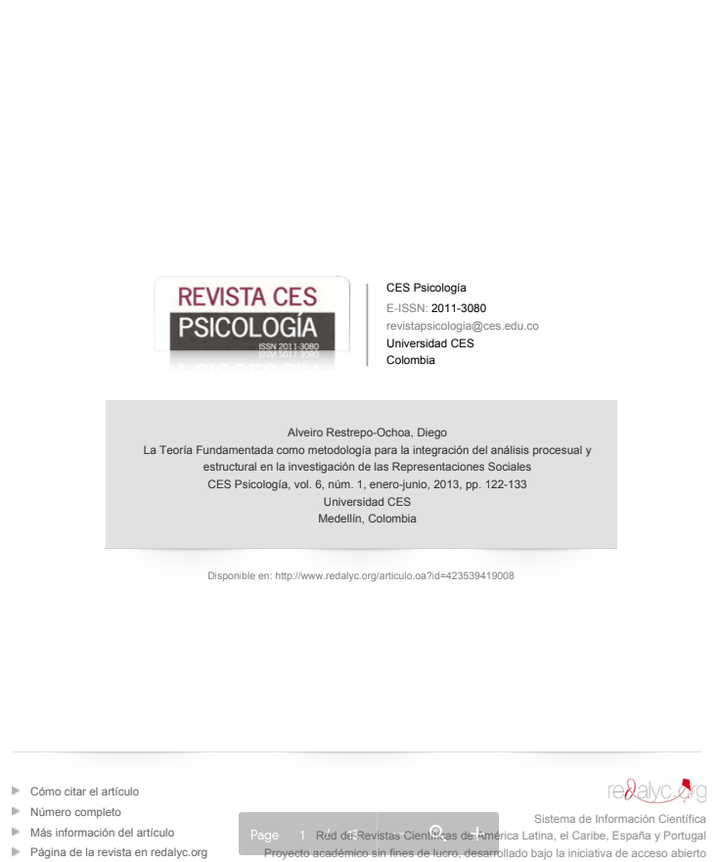 REVISTA CES
PSICOLOGÍA
ISSN 2011-3080
CES Psicología
E-ISSN: 2011-3080
revistapsicologia@ces.edu.co
Universidad CES
Colombia
Alveiro Restrepo-Ochoa, Diego
La Teoría Fundamentada como metodología para la integración del análisis procesual y
estructural en la investigación de las Representaciones Sociales
CES Psicología, vol. 6, núm. 1, enero-junio, 2013, pp. 122-133
Universidad CES
Medellín, Colombia
Disponible en: http://www.redalyc.org/articulo.oa?id=423539419008
Cómo citar el artículo
Número completo
Más información del artículo
Página de la revista en redalyc.org
redalyc.org
Sistema de Información Científica
Red de Revistas Científicas de América Latina, el Caribe, España y Portugal
Proyecto académico sin fines de lucro, desarrollado bajo la iniciativa de acceso abierto
Page 1 /